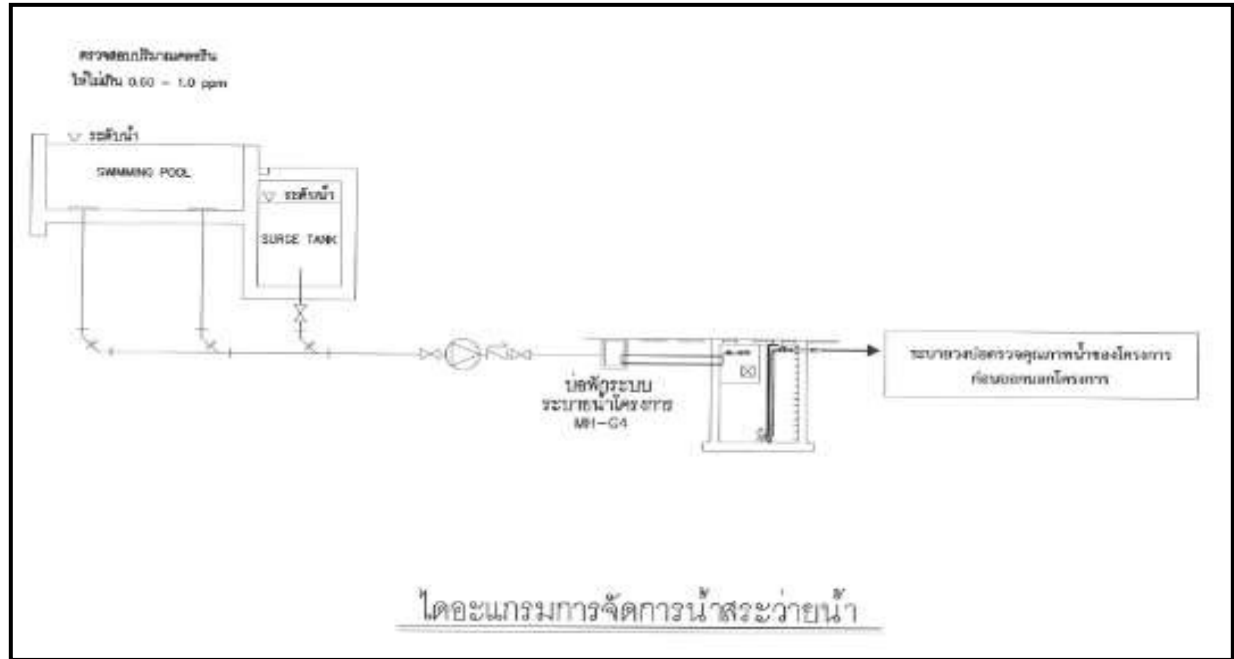 ตรวจสอบปริมาณคลอรีน
ให้ไม่เกิน 0.60 - 1.0 ppm
ระดับน้ำ
SWIMMING POOL
ระดับน้ำ
SURGE TANK
บ่อพักระบบ
ระบายน้ำโครงการ
MH-G4
ระบายลงบ่อตรวจคุณภาพน้ำของโครงการ
ก่อนออกนอกโครงการ
ไดอะแกรมการจัดการน้ำสระว่ายน้ำ